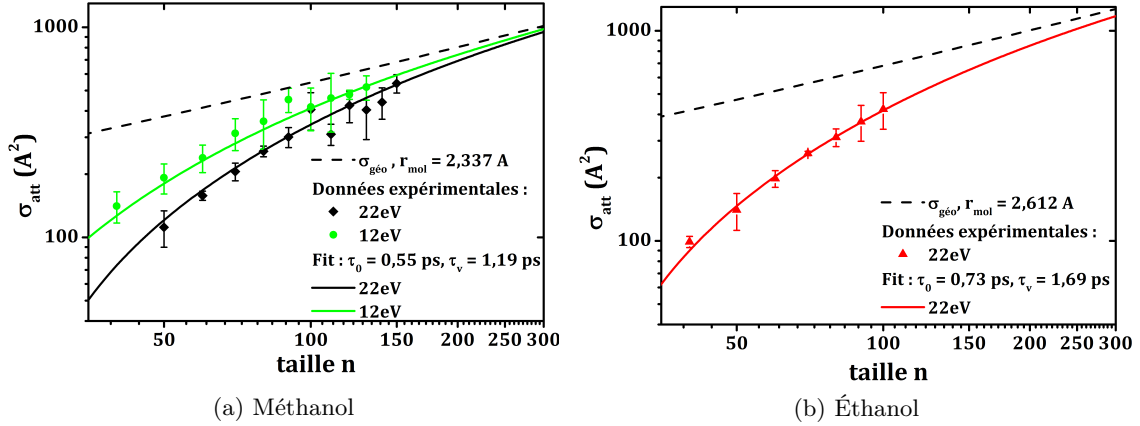 1000
100
σatt (A²)
σgéo , rmol = 2,337 A
Données expérimentales :
22eV
12eV
Fit : τ0 = 0,55 ps, τv = 1,19 ps
22eV
12eV
50 100 150 200 250 300
taille n
(a) Méthanol
1000
100
σatt (A²)
σgéo, rmol = 2,612 A
Données expérimentales :
22eV
Fit : τ0 = 0,73 ps, τv = 1,69 ps
22eV
50 100 150 200 250 300
taille n
(b) Éthanol